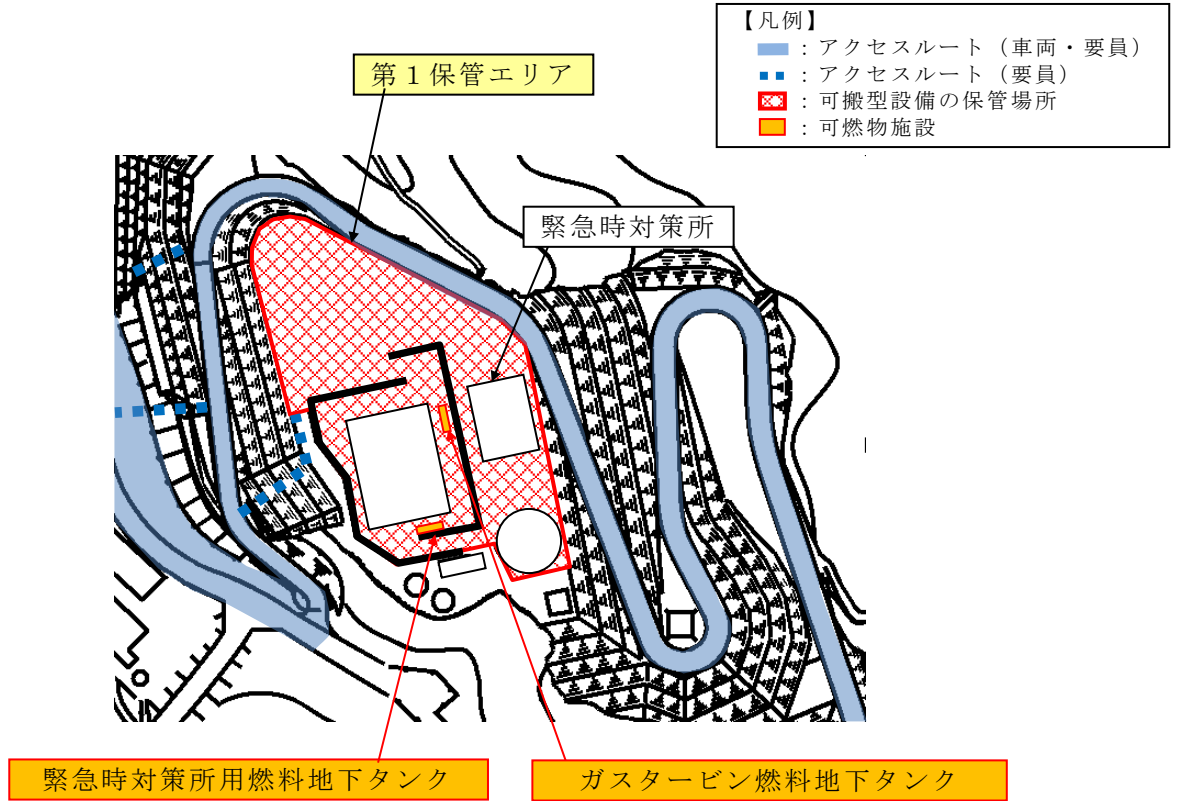 【凡例】
：アクセスルート（車両・要員）
：アクセスルート（要員）
：可搬型設備の保管場所
：可燃物施設
第１保管エリア
緊急時対策所
緊急時対策所用燃料地下タンク
ガスタービン燃料地下タンク